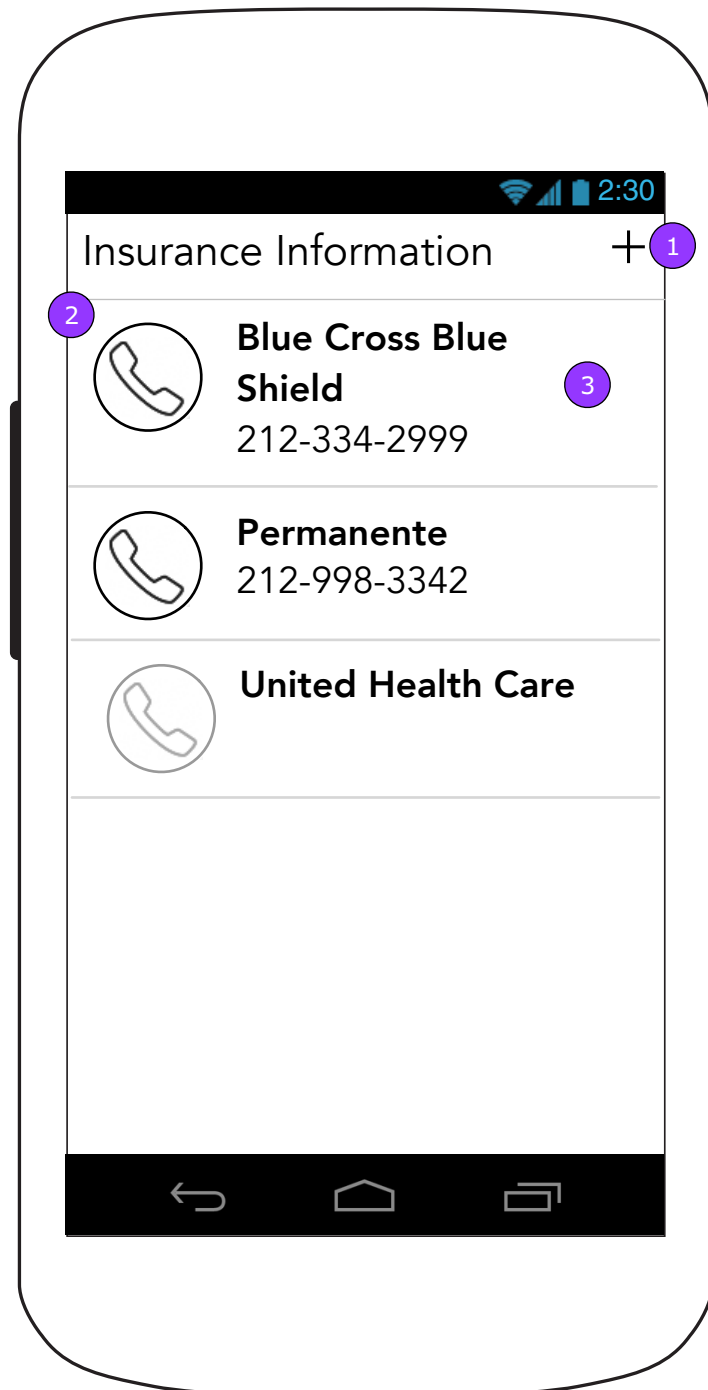 2:30
Insurance Information +
1
2
Blue Cross Blue
Shield
3
212-334-2999
Permanente
212-998-3342
United Health Care